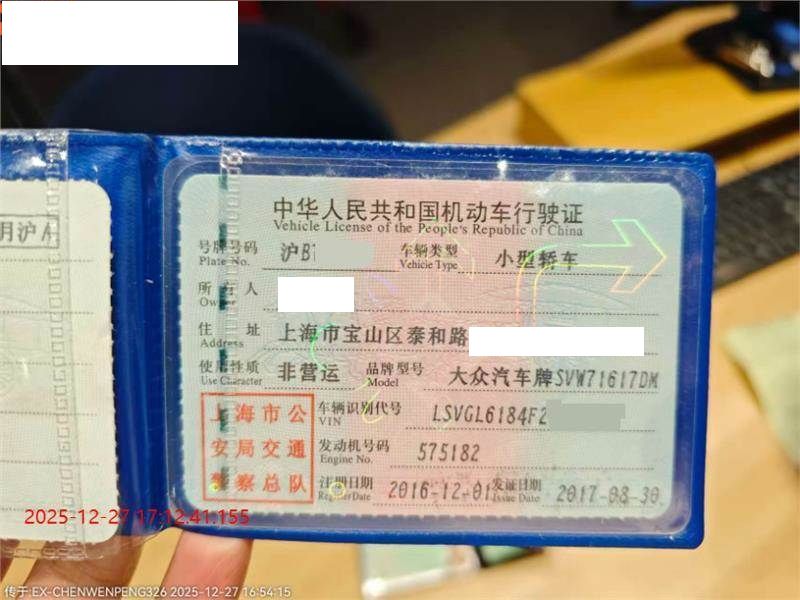 月沪A
中华人民共和国机动车行驶证
Vehicle License of the People's Republic of China
号牌号码 沪B 车辆类型 小型轿车
Plate No. Vehicle Type
所有人
Owner
住址 上海市宝山区泰和路
Address
使用性质 非营运 品牌型号 大众汽车牌SVW71617DM
Use Character Model
上海市公 车辆识别代号 LSVGL6184F2
VIN
安局交通 发动机号码 575182
Engine No.
警察总队 注册日期 2016-12-01 发证日期 2017-08-30
Register Date Issue Date
2025-12-27 17:12:41.155
传于:EX-CHENWENPENG326 2025-12-27 16:54:15